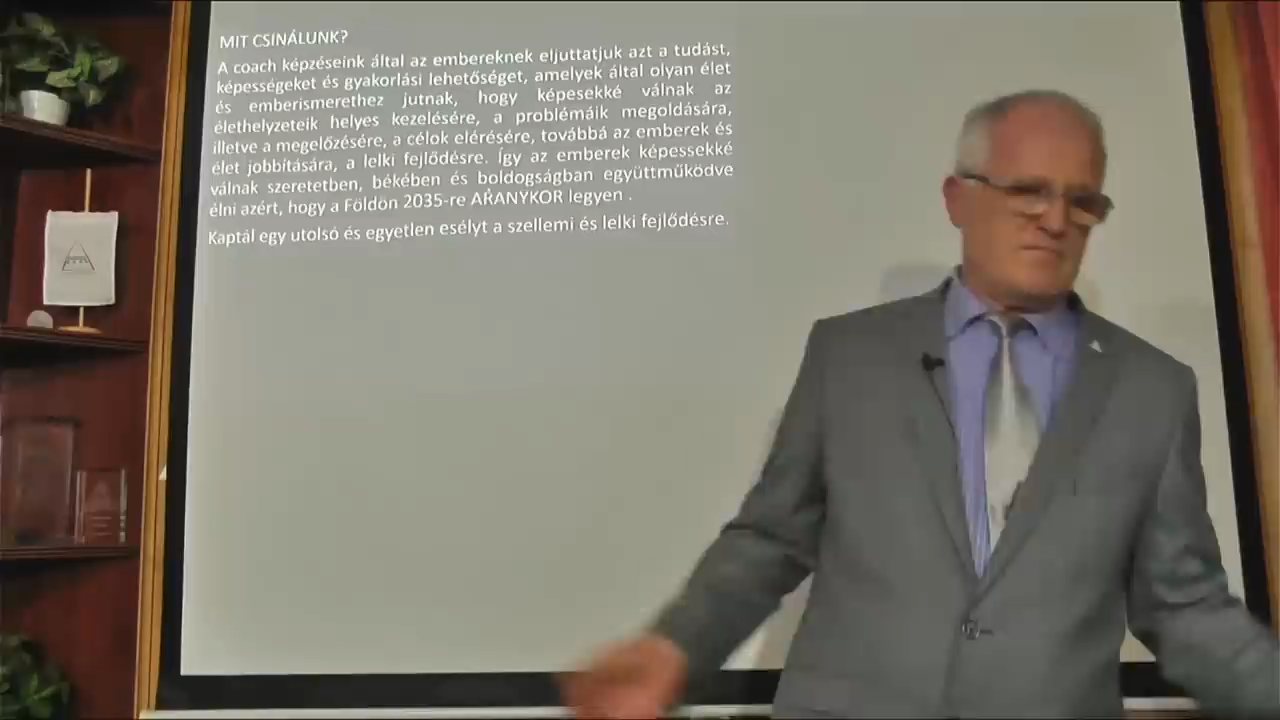 MIT CSINÁLUNK?
A coach képzéseink által az embereknek eljuttatjuk azt a tudást,
képességeket és gyakorlási lehetőséget, amelyek által olyan élet
és emberismerethez jutnak, hogy képesekké válnak az
élethelyzeteik helyes kezelésére, a problémáik megoldására,
illetve a megelőzésére, a célok elérésére, továbbá az emberek és
élet jobbítására, a lelki fejlődésre. Így az emberek képessekké
válnak szeretetben, békében és boldogságban együttműködve
élni azért, hogy a Földön 2035-re ARANYKOR legyen .
Kaptál egy utolsó és egyetlen esélyt a szellemi és lelki fejlődésre.